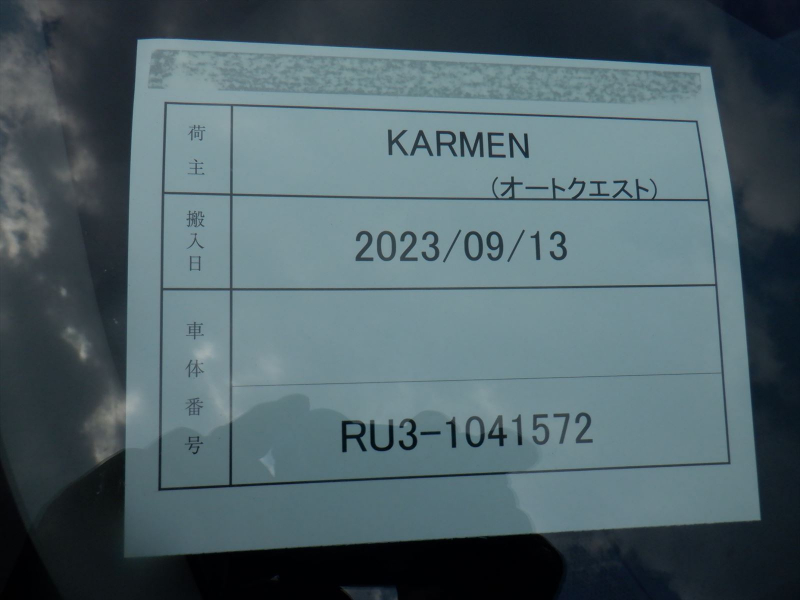 荷主
KARMEN
(オートクエスト)
搬入日
2023/09/13
車体番号
RU3-1041572